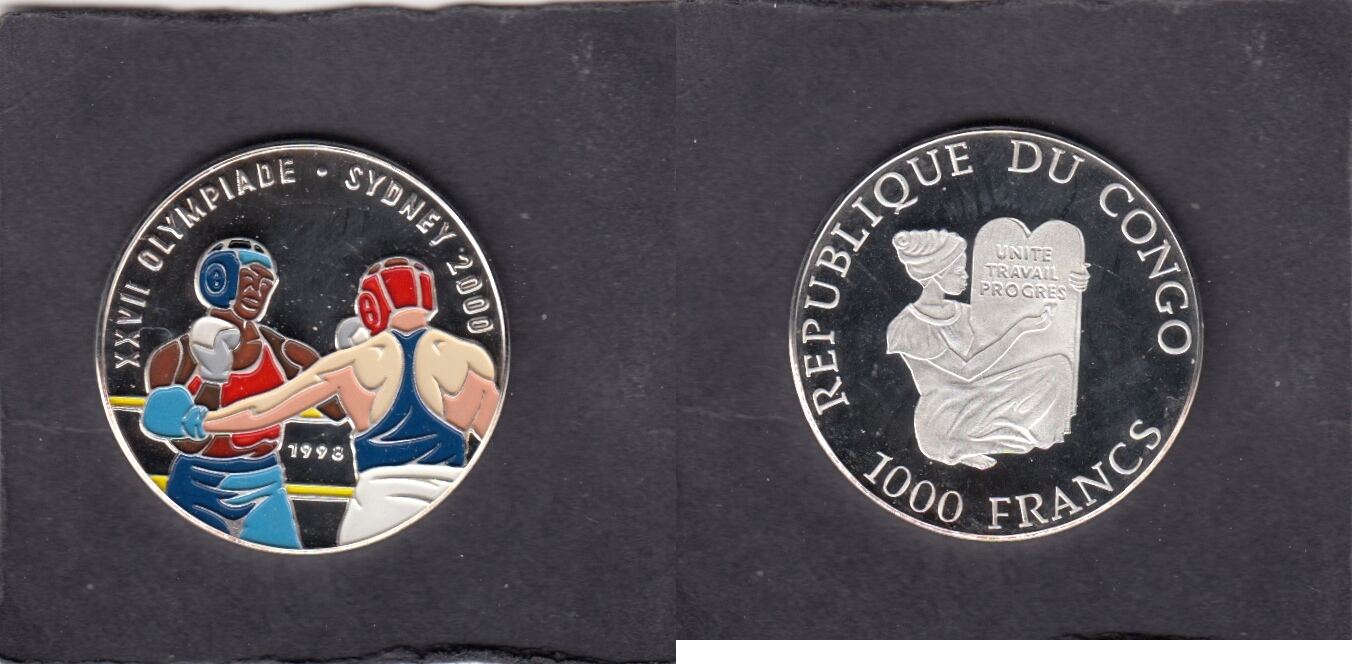 XXVII OLYMPIADE · SYDNEY 2000
1998
REPUBLIQUE DU CONGO
UNITE
TRAVAIL
PROGRES
1000 FRANCS